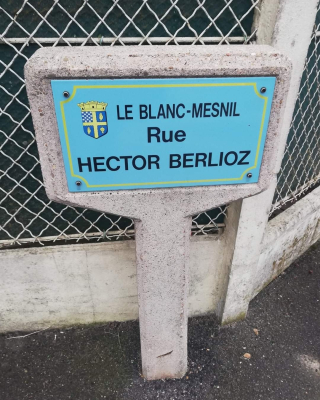 LE BLANC-MESNIL
Rue
HECTOR BERLIOZ